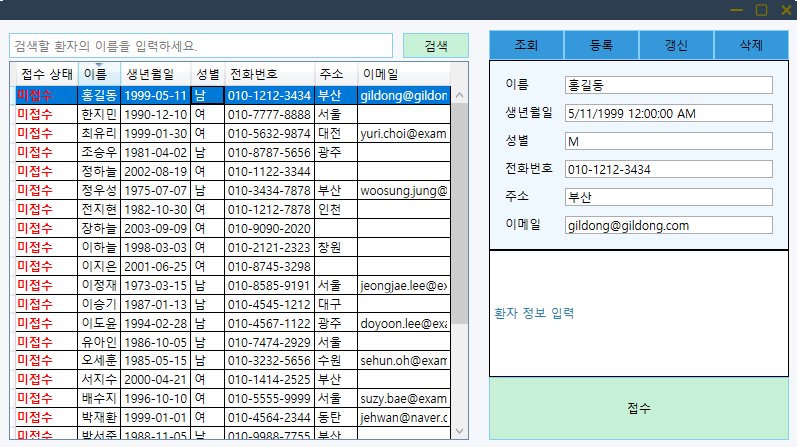 검색할 환자의 이름을 입력하세요. 검색
접수 상태 이름 생년월일 성별 전화번호 주소 이메일
미접수 홍길동 1999-05-11 남 010-1212-3434 부산 gildong@gildon
미접수 한지민 1990-12-10 여 010-7777-8888 서울
미접수 최유리 1999-01-30 여 010-5632-9874 대전 yuri.choi@exam
미접수 조승우 1981-04-02 남 010-8787-5656 광주
미접수 정하늘 2002-08-19 여 010-1122-3344
미접수 정우성 1975-07-07 남 010-3434-7878 부산 woosung.jung@
미접수 전지현 1982-10-30 여 010-1212-7878 인천
미접수 장하늘 2003-09-09 여 010-9090-2020
미접수 이하늘 1998-03-03 여 010-2121-2323 창원
미접수 이지은 2001-06-25 여 010-8745-3298
미접수 이정재 1973-03-15 남 010-8585-9191 서울 jeongjae.lee@ex
미접수 이승기 1987-01-13 남 010-4545-1212 대구
미접수 이도윤 1994-02-28 남 010-4567-1122 광주 doyoon.lee@exa
미접수 유아인 1986-10-05 남 010-7474-2929 서울
미접수 오세훈 1985-05-15 남 010-3232-5656 수원 sehun.oh@exam
미접수 서지수 2000-04-21 여 010-1414-2525 부산
미접수 배수지 1996-10-10 여 010-5555-9999 서울 suzy.bae@exam
미접수 박재환 1999-01-01 여 010-4564-2344 동탄 jehwan@naver.c
미접수 박서준 1988-11-05 남 010-9988-7755 부산
조회 등록 갱신 삭제
이름 홍길동
생년월일 5/11/1999 12:00:00 AM
성별 M
전화번호 010-1212-3434
주소 부산
이메일 gildong@gildong.com
환자 정보 입력
접수